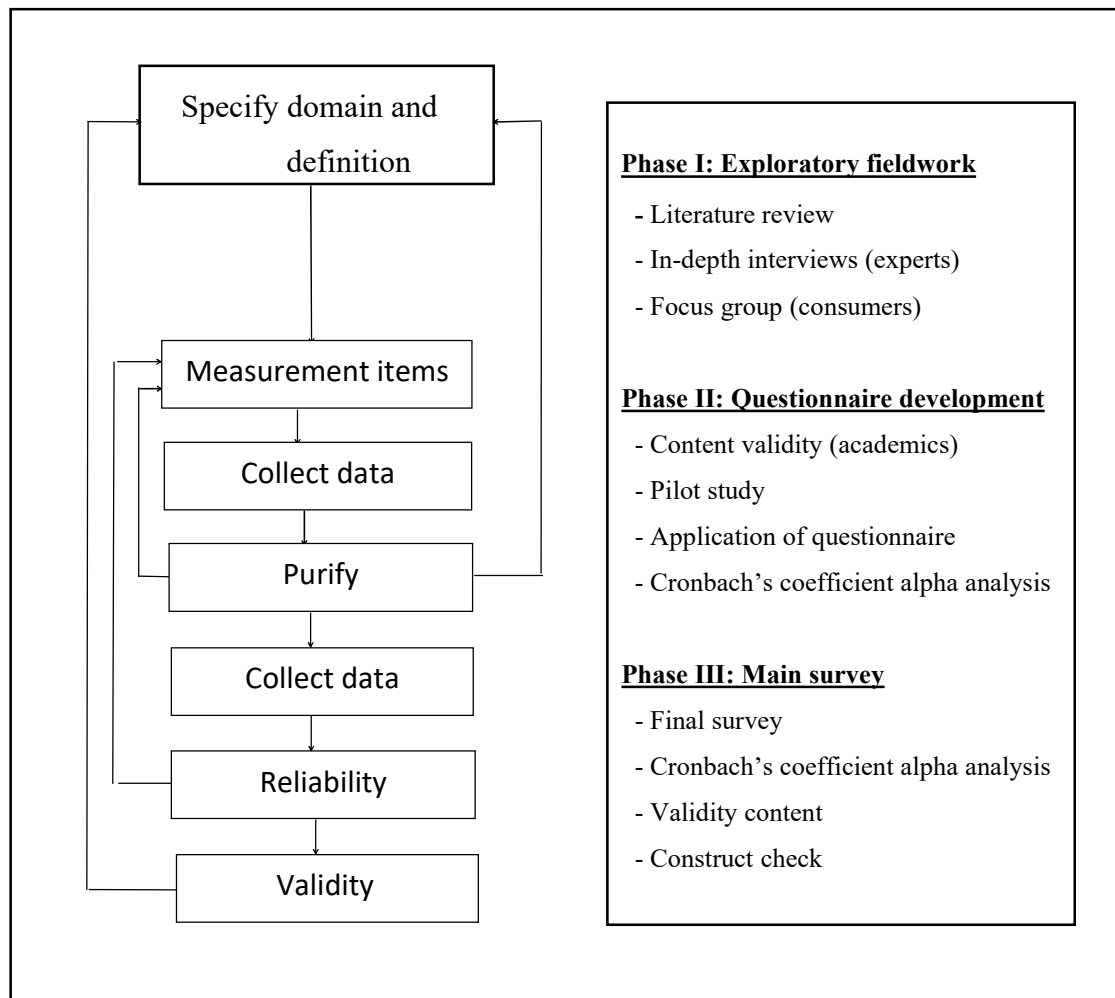 Specify domain and
definition
Measurement items
Collect data
Purify
Collect data
Reliability
Validity
Phase I: Exploratory fieldwork
- Literature review
- In-depth interviews (experts)
- Focus group (consumers)
Phase II: Questionnaire development
- Content validity (academics)
- Pilot study
- Application of questionnaire
- Cronbach’s coefficient alpha analysis
Phase III: Main survey
- Final survey
- Cronbach’s coefficient alpha analysis
- Validity content
- Construct check